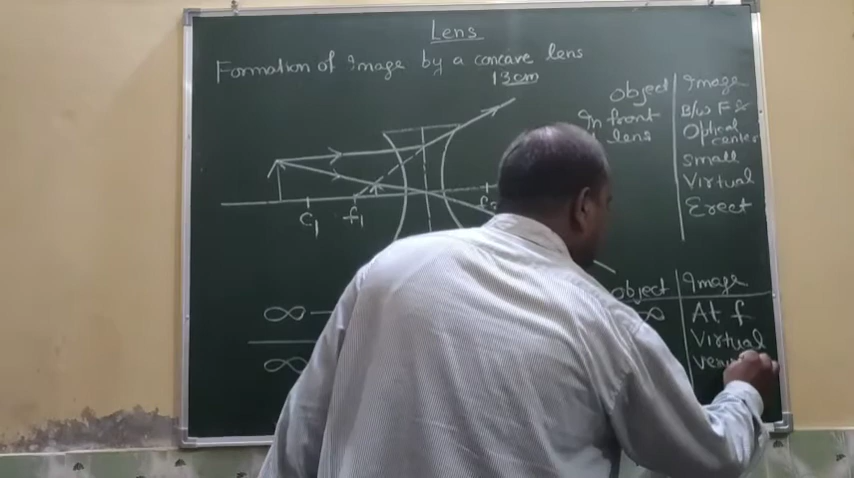 Lens
Formation of Image by a concave lens
13cm
Object Image
In front B/w F &
lens Optical
center
Small
Virtual
Erect
C1 f1
Object Image
∞ At f
∞ Virtual
∞